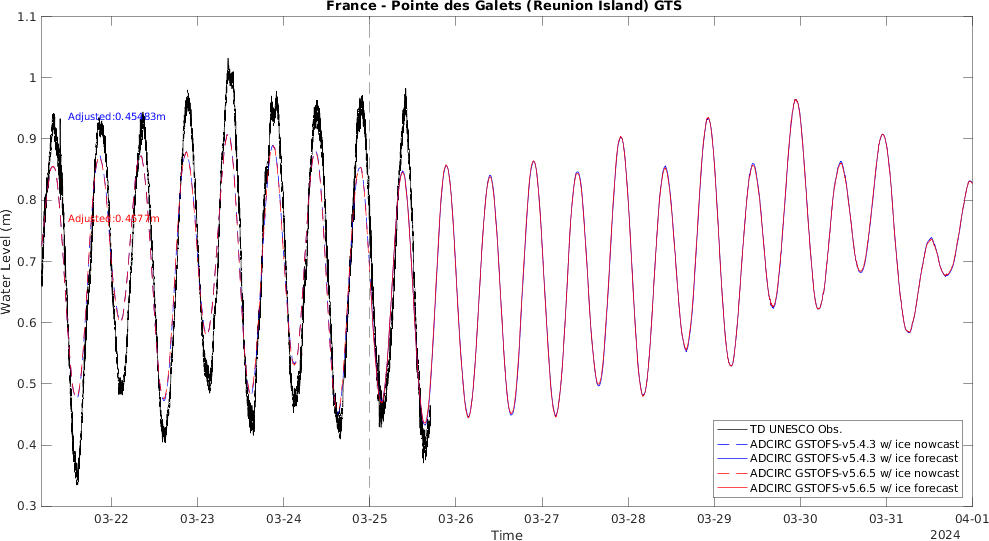 France - Pointe des Galets (Reunion Island) GTS
1.1
1
0.9
0.8
0.7
0.6
0.5
0.4
0.3
Water Level (m)
Adjusted:0.45483m
Adjusted:0.4577m
TD UNESCO Obs.
ADCIRC GSTOFS-v5.4.3 w/ ice nowcast
ADCIRC GSTOFS-v5.4.3 w/ ice forecast
ADCIRC GSTOFS-v5.6.5 w/ ice nowcast
ADCIRC GSTOFS-v5.6.5 w/ ice forecast
03-22 03-23 03-24 03-25 03-26 03-27 03-28 03-29 03-30 03-31 04-01
Time
2024